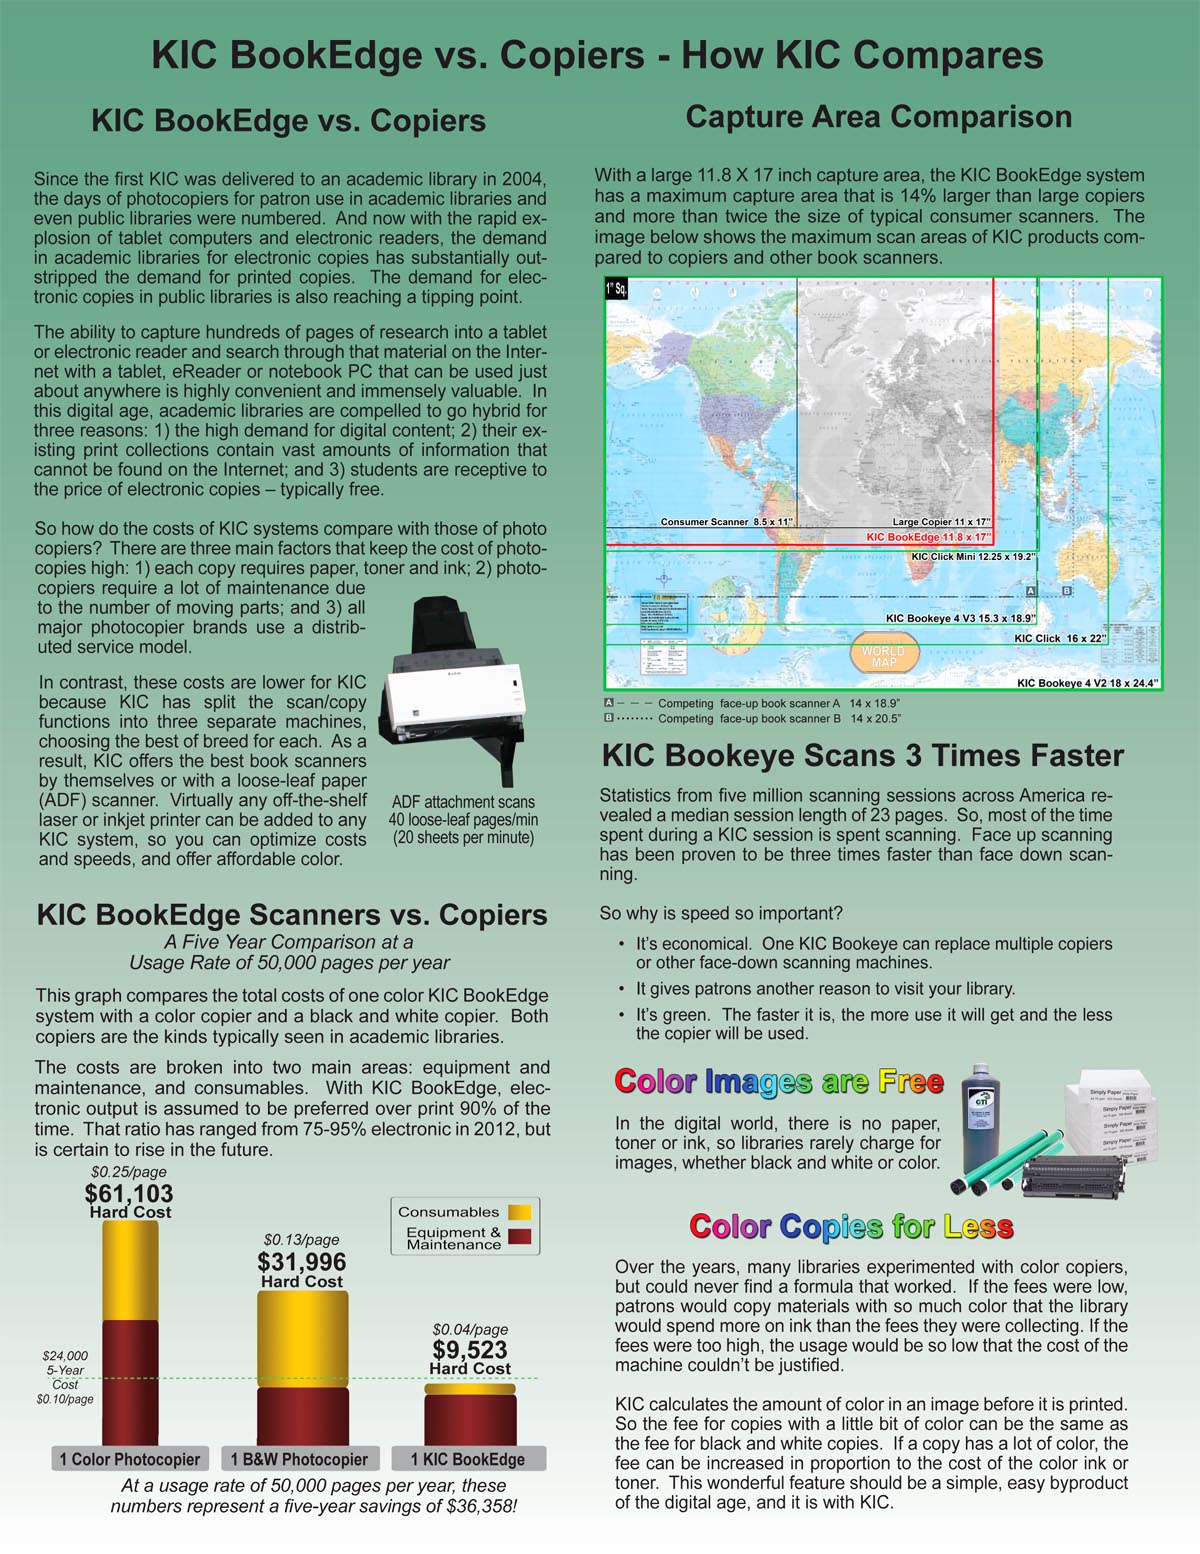 KIC BookEdge vs. Copiers - How KIC Compares
KIC BookEdge vs. Copiers
Since the first KIC was delivered to an academic library in 2004,
the days of photocopiers for patron use in academic libraries and
even public libraries were numbered. And now with the rapid ex-
plosion of tablet computers and electronic readers, the demand
in academic libraries for electronic copies has substantially out-
stripped the demand for printed copies. The demand for elec-
tronic copies in public libraries is also reaching a tipping point.
The ability to capture hundreds of pages of research into a tablet
or electronic reader and search through that material on the Inter-
net with a tablet, eReader or notebook PC that can be used just
about anywhere is highly convenient and immensely valuable. In
this digital age, academic libraries are compelled to go hybrid for
three reasons: 1) the high demand for digital content; 2) their ex-
isting print collections contain vast amounts of information that
cannot be found on the Internet; and 3) students are receptive to
the price of electronic copies – typically free.
So how do the costs of KIC systems compare with those of photo
copiers? There are three main factors that keep the cost of photo-
copies high: 1) each copy requires paper, toner and ink; 2) photo-
copiers require a lot of maintenance due
to the number of moving parts; and 3) all
major photocopier brands use a distrib-
uted service model.
In contrast, these costs are lower for KIC
because KIC has split the scan/copy
functions into three separate machines,
choosing the best of breed for each. As a
result, KIC offers the best book scanners
by themselves or with a loose-leaf paper
(ADF) scanner. Virtually any off-the-shelf
laser or inkjet printer can be added to any
KIC system, so you can optimize costs
and speeds, and offer affordable color.
ADF attachment scans
40 loose-leaf pages/min
(20 sheets per minute)
KIC BookEdge Scanners vs. Copiers
A Five Year Comparison at a
Usage Rate of 50,000 pages per year
This graph compares the total costs of one color KIC BookEdge
system with a color copier and a black and white copier. Both
copiers are the kinds typically seen in academic libraries.
The costs are broken into two main areas: equipment and
maintenance, and consumables. With KIC BookEdge, elec-
tronic output is assumed to be preferred over print 90% of the
time. That ratio has ranged from 75-95% electronic in 2012, but
is certain to rise in the future.
$0.25/page
$61,103
Hard Cost
$0.13/page
$31,996
Hard Cost
$0.04/page
$9,523
Hard Cost
Consumables
Equipment &
Maintenance
$24,000
5-Year
Cost
$0.10/page
1 Color Photocopier
1 B&W Photocopier
1 KIC BookEdge
At a usage rate of 50,000 pages per year, these
numbers represent a five-year savings of $36,358!
Capture Area Comparison
With a large 11.8 X 17 inch capture area, the KIC BookEdge system
has a maximum capture area that is 14% larger than large copiers
and more than twice the size of typical consumer scanners. The
image below shows the maximum scan areas of KIC products com-
pared to copiers and other book scanners.
1" Sq.
Consumer Scanner 8.5 x 11"
Large Copier 11 x 17"
KIC BookEdge 11.8 x 17"
KIC Click Mini 12.25 x 19.2"
A
B
KIC Bookeye 4 V3 15.3 x 18.9"
KIC Click 16 x 22"
WORLD
MAP
KIC Bookeye 4 V2 18 x 24.4"
A – – – Competing face-up book scanner A 14 x 18.9"
B ........ Competing face-up book scanner B 14 x 20.5"
KIC Bookeye Scans 3 Times Faster
Statistics from five million scanning sessions across America re-
vealed a median session length of 23 pages. So, most of the time
spent during a KIC session is spent scanning. Face up scanning
has been proven to be three times faster than face down scan-
ning.
So why is speed so important?
• It's economical. One KIC Bookeye can replace multiple copiers
or other face-down scanning machines.
• It gives patrons another reason to visit your library.
• It's green. The faster it is, the more use it will get and the less
the copier will be used.
Color Images are Free
In the digital world, there is no paper,
toner or ink, so libraries rarely charge for
images, whether black and white or color.
GTI
Simply Paper
Simply Paper
Simply Paper
Simply Paper
Color Copies for Less
Over the years, many libraries experimented with color copiers,
but could never find a formula that worked. If the fees were low,
patrons would copy materials with so much color that the library
would spend more on ink than the fees they were collecting. If the
fees were too high, the usage would be so low that the cost of the
machine couldn't be justified.
KIC calculates the amount of color in an image before it is printed.
So the fee for copies with a little bit of color can be the same as
the fee for black and white copies. If a copy has a lot of color, the
fee can be increased in proportion to the cost of the color ink or
toner. This wonderful feature should be a simple, easy byproduct
of the digital age, and it is with KIC.